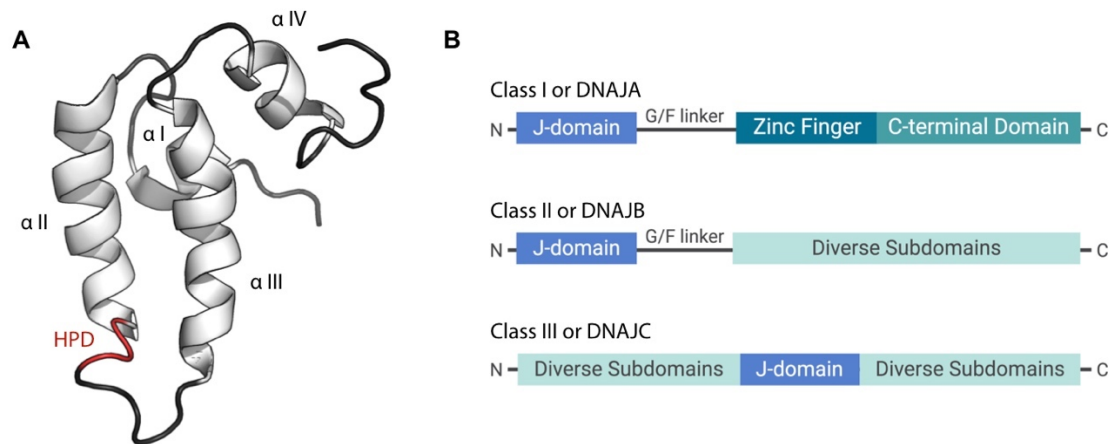 A
α IV
α I
α II
α III
HPD
B
Class I or DNAJA
N J-domain G/F linker Zinc Finger C-terminal Domain C
Class II or DNAJB
N J-domain G/F linker Diverse Subdomains C
Class III or DNAJC
N Diverse Subdomains J-domain Diverse Subdomains C